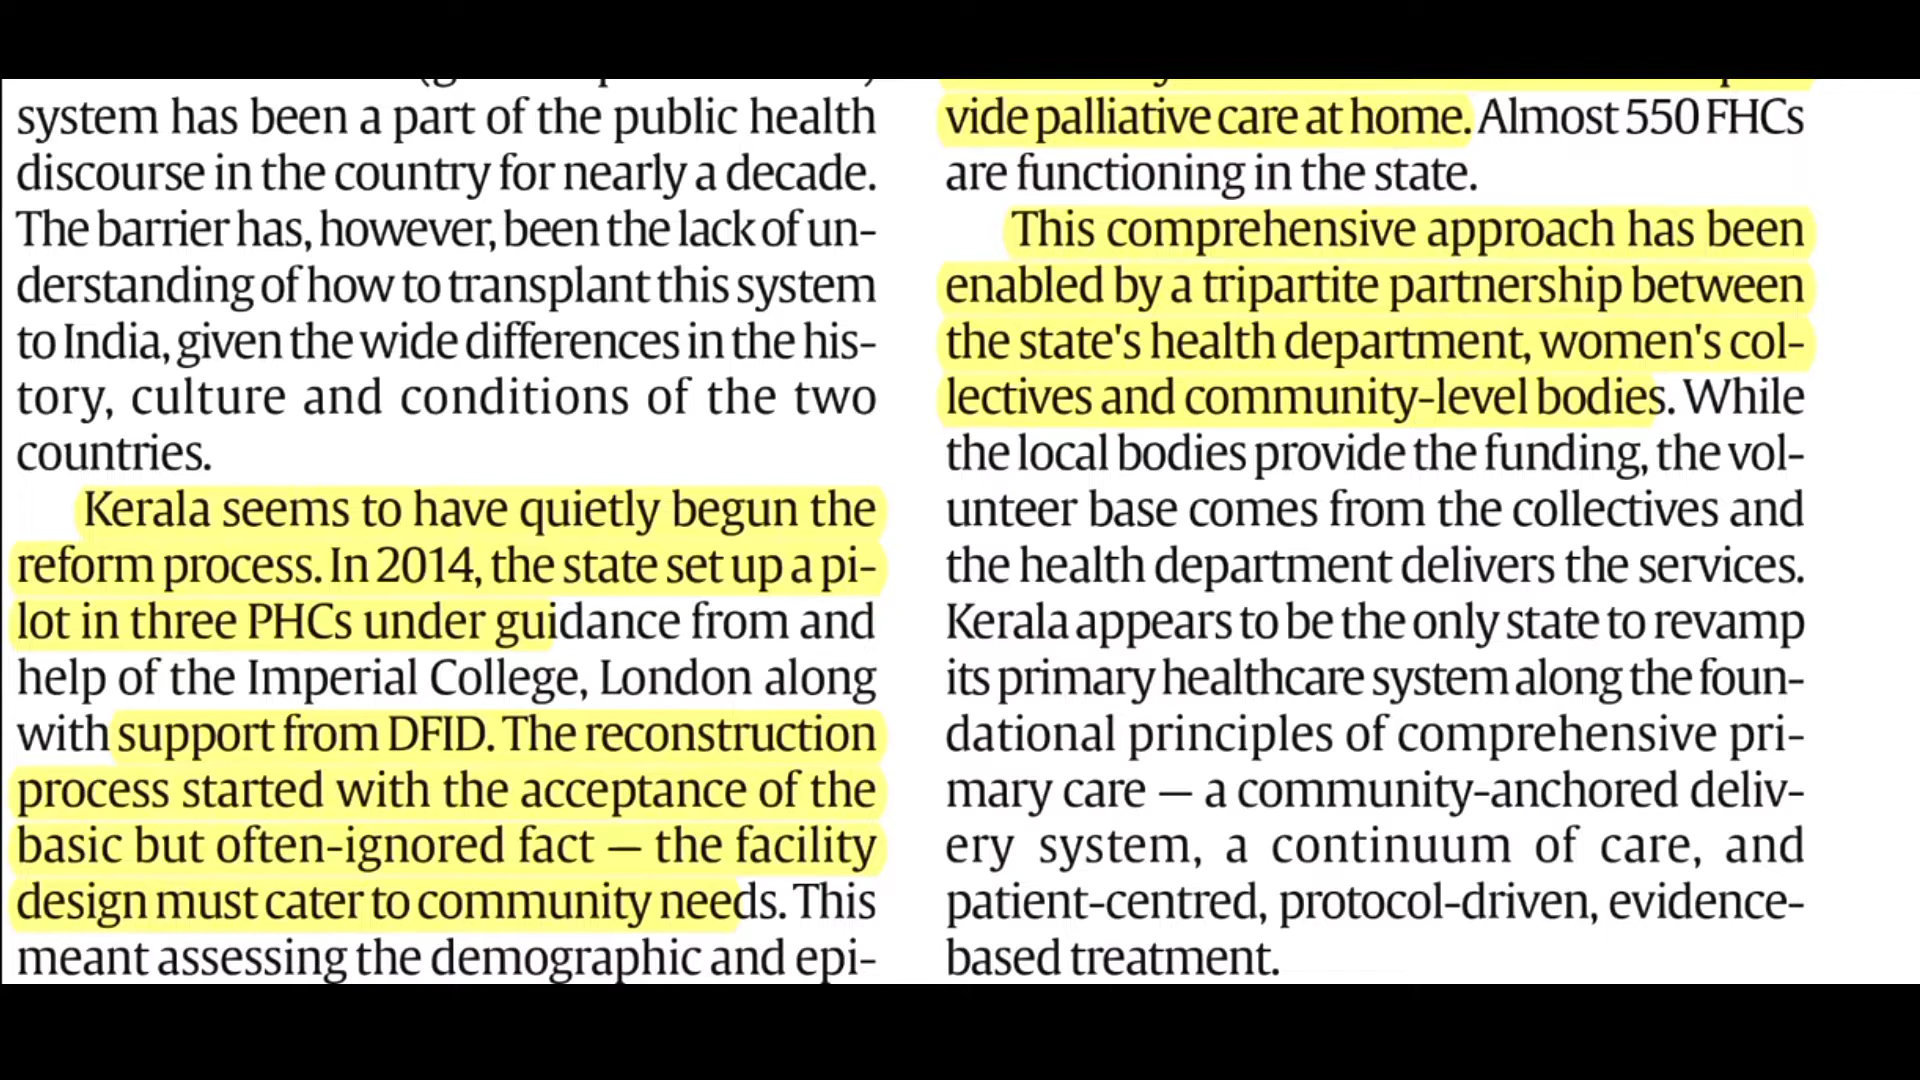 system has been a part of the public health
discourse in the country for nearly a decade.
The barrier has, however, been the lack of un-
derstanding of how to transplant this system
to India, given the wide differences in the his-
tory, culture and conditions of the two
countries.
Kerala seems to have quietly begun the
reform process. In 2014, the state set up a pi-
lot in three PHCs under guidance from and
help of the Imperial College, London along
with support from DFID. The reconstruction
process started with the acceptance of the
basic but often-ignored fact — the facility
design must cater to community needs. This
meant assessing the demographic and epi-
vide palliative care at home. Almost 550 FHCs
are functioning in the state.
This comprehensive approach has been
enabled by a tripartite partnership between
the state's health department, women's col-
lectives and community-level bodies. While
the local bodies provide the funding, the vol-
unteer base comes from the collectives and
the health department delivers the services.
Kerala appears to be the only state to revamp
its primary healthcare system along the foun-
dational principles of comprehensive pri-
mary care — a community-anchored deliv-
ery system, a continuum of care, and
patient-centred, protocol-driven, evidence-
based treatment.